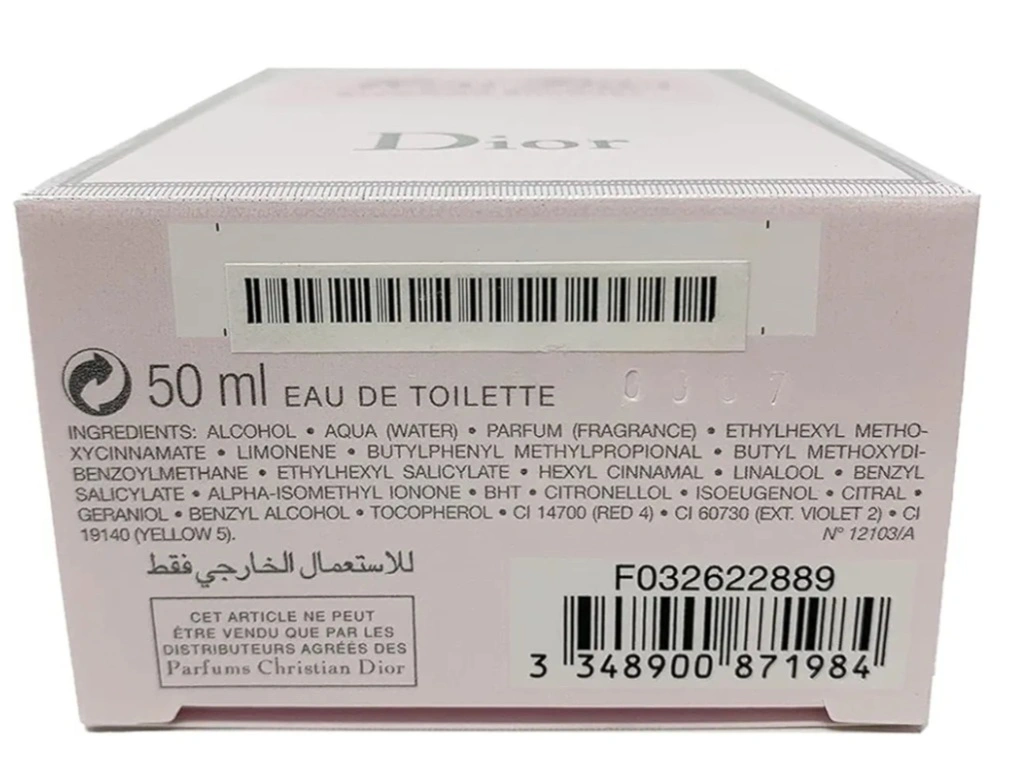 Dior
50 ml EAU DE TOILETTE
INGREDIENTS: ALCOHOL • AQUA (WATER) • PARFUM (FRAGRANCE) • ETHYLHEXYL METHO-
XYCINNAMATE • LIMONENE • BUTYLPHENYL METHYLPROPIONAL • BUTYL METHOXYDI-
BENZOYLMETHANE • ETHYLHEXYL SALICYLATE • HEXYL CINNAMAL • LINALOOL • BENZYL
SALICYLATE • ALPHA-ISOMETHYL IONONE • BHT • CITRONELLOL • ISOEUGENOL • CITRAL •
GERANIOL • BENZYL ALCOHOL • TOCOPHEROL • CI 14700 (RED 4) • CI 60730 (EXT. VIOLET 2) • CI
19140 (YELLOW 5). N° 12103/A
للاستعمال الخارجي فقط
CET ARTICLE NE PEUT
ÊTRE VENDU QUE PAR LES
DISTRIBUTEURS AGRÉÉS DES
Parfums Christian Dior
F032622889
3 348900 871984